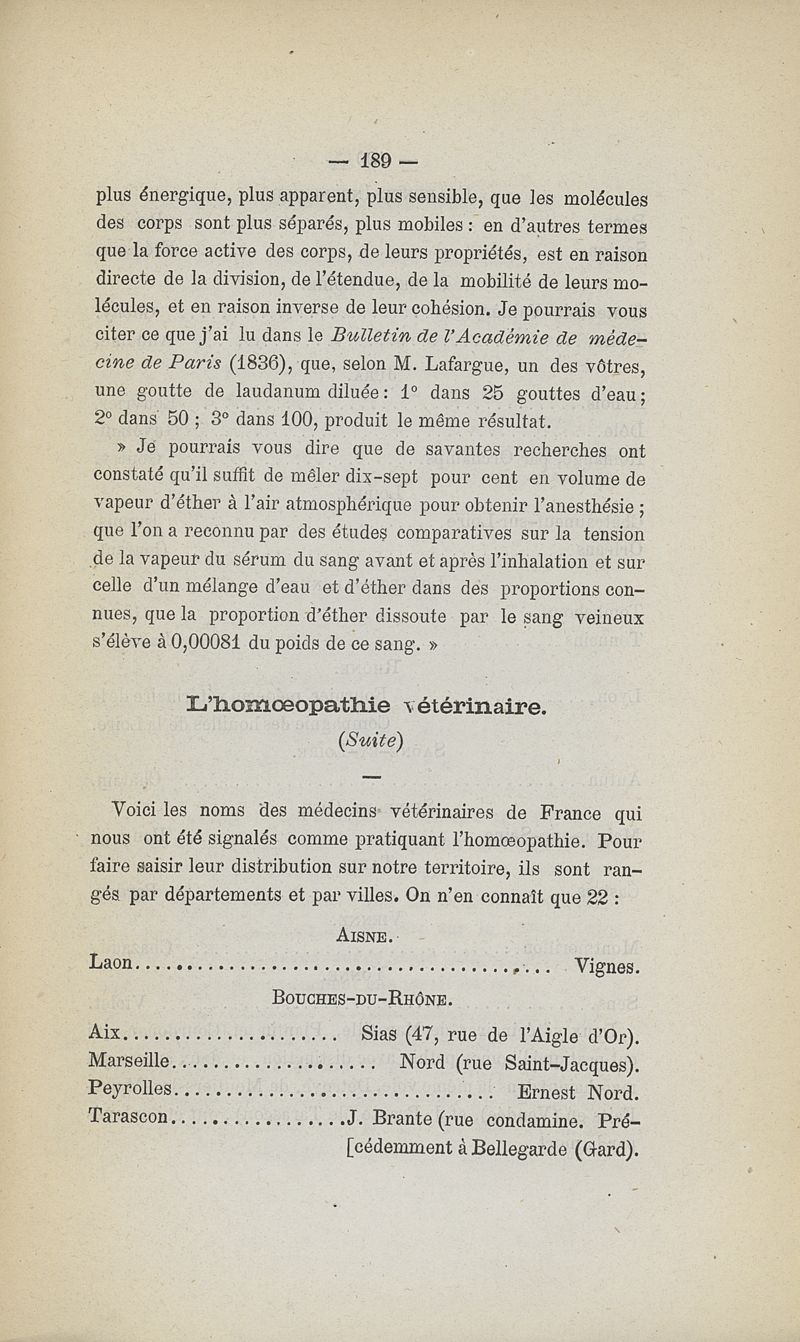 — 189 —
plus énergique, plus apparent, plus sensible, que les molécules
des corps sont plus séparés, plus mobiles : en d'autres termes
que la force active des corps, de leurs propriétés, est en raison
directe de la division, de l'étendue, de la mobilité de leurs mo-
lécules, et en raison inverse de leur cohésion. Je pourrais vous
citer ce que j'ai lu dans le Bulletin de l'Académie de méde-
cine de Paris (1836), que, selon M. Lafargue, un des vôtres,
une goutte de laudanum diluée : 1° dans 25 gouttes d'eau ;
2° dans 50 ; 3° dans 100, produit le même résultat.
» Je pourrais vous dire que de savantes recherches ont
constaté qu'il suffit de mêler dix-sept pour cent en volume de
vapeur d'éther à l'air atmosphérique pour obtenir l'anesthésie ;
que l'on a reconnu par des études comparatives sur la tension
de la vapeur du sérum du sang avant et après l'inhalation et sur
celle d'un mélange d'eau et d'éther dans des proportions con-
nues, que la proportion d'éther dissoute par le sang veineux
s'élève à 0,00081 du poids de ce sang. »
L'homœopathie vétérinaire.
(Suite)
—
Voici les noms des médecins vétérinaires de France qui
nous ont été signalés comme pratiquant l'homœopathie. Pour
faire saisir leur distribution sur notre territoire, ils sont ran-
gés par départements et par villes. On n'en connaît que 22 :
AISNE.
Laon........................................ Vignes.
BOUCHES-DU-RHÔNE.
Aix..................... Sias (47, rue de l'Aigle d'Or).
Marseille.................... Nord (rue Saint-Jacques).
Peyrolles............................... Ernest Nord.
Tarascon.................J. Brante (rue condamine. Pré-
[cédemment à Bellegarde (Gard).